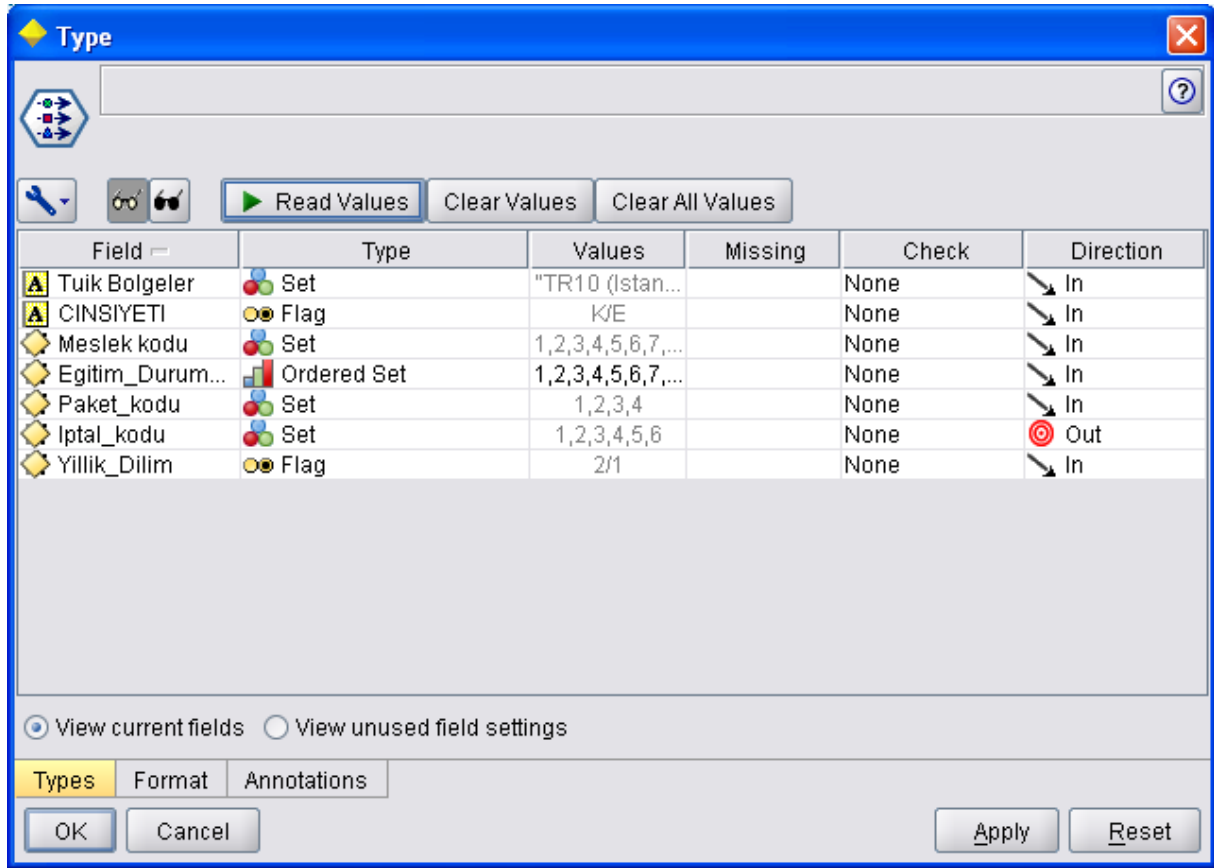 Type
Read Values Clear Values Clear All Values
Field Type Values Missing Check Direction
A Tuik Bolgeler Set "TR10 (Istan... None In
A CINSIYETI Flag K/E None In
Meslek kodu Set 1,2,3,4,5,6,7,... None In
Egitim_Durum... Ordered Set 1,2,3,4,5,6,7,... None In
Paket_kodu Set 1,2,3,4 None In
Iptal_kodu Set 1,2,3,4,5,6 None Out
Yillik_Dilim Flag 2/1 None In
View current fields View unused field settings
Types Format Annotations
OK Cancel Apply Reset